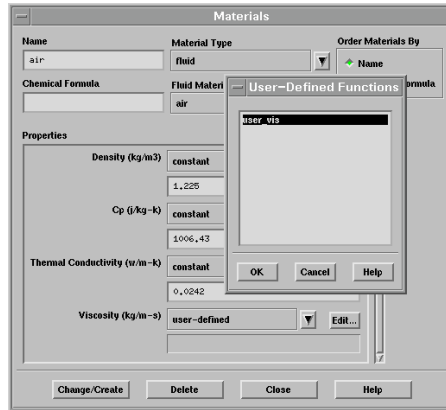 Materials
Name
Material Type
Order Materials By
air
fluid
Name
Chemical Formula
Fluid Materi
ormula
air
User-Defined Functions
user_vis
OK
Cancel
Help
Properties
Density (kg/m3)
constant
1.225
Cp (j/kg-k)
constant
1006.43
Thermal Conductivity (w/m-k)
constant
0.0242
Viscosity (kg/m-s)
user-defined
Edit...
Change/Create
Delete
Close
Help